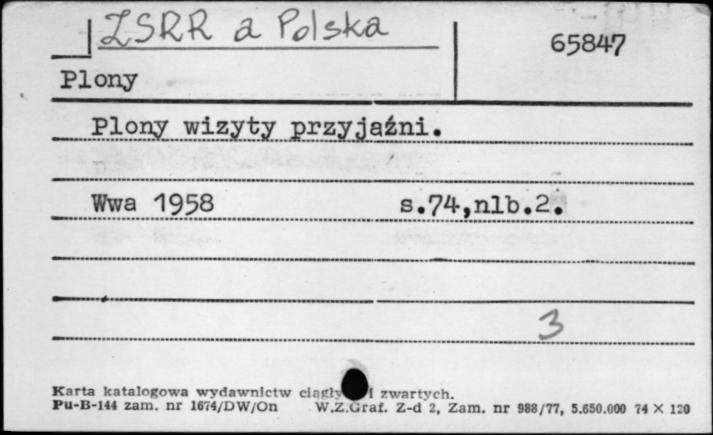 ZSRR a Polska
65847
Plony
Plony wizyty przyjaźni.
Wwa 1958 s.74,nlb.2.
3
Karta katalogowa wydawnictw i zwartych.
Pu-B-144 zam. nr 1674/DW/On W.Z.Graf. Z-d 2, Zam. nr 988/77, 5.650.000 74 X 120